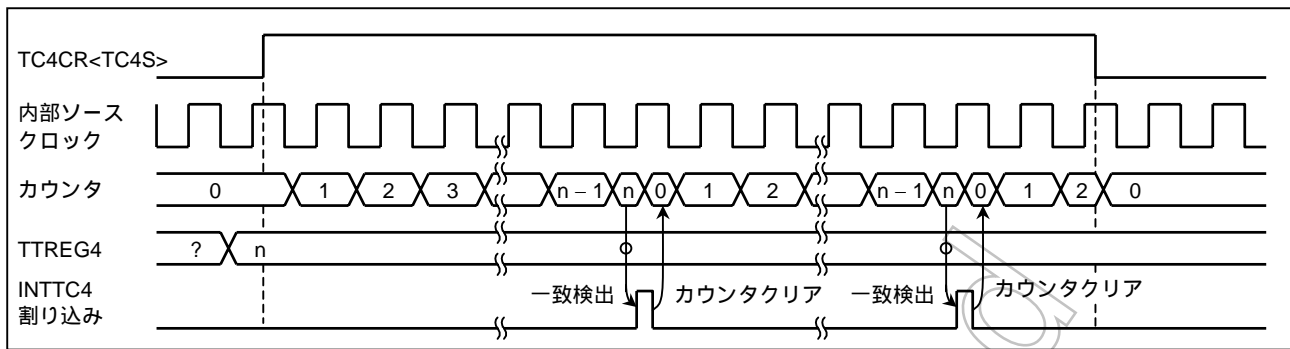 TC4CR<TC4S>
内部ソース
クロック
カウンタ 0 1 2 3 n－1 n 0 1 2 n－1 n 0 1 2 0
TTREG4 ? n
INTTC4
割り込み
一致検出 カウンタクリア 一致検出 カウンタクリア